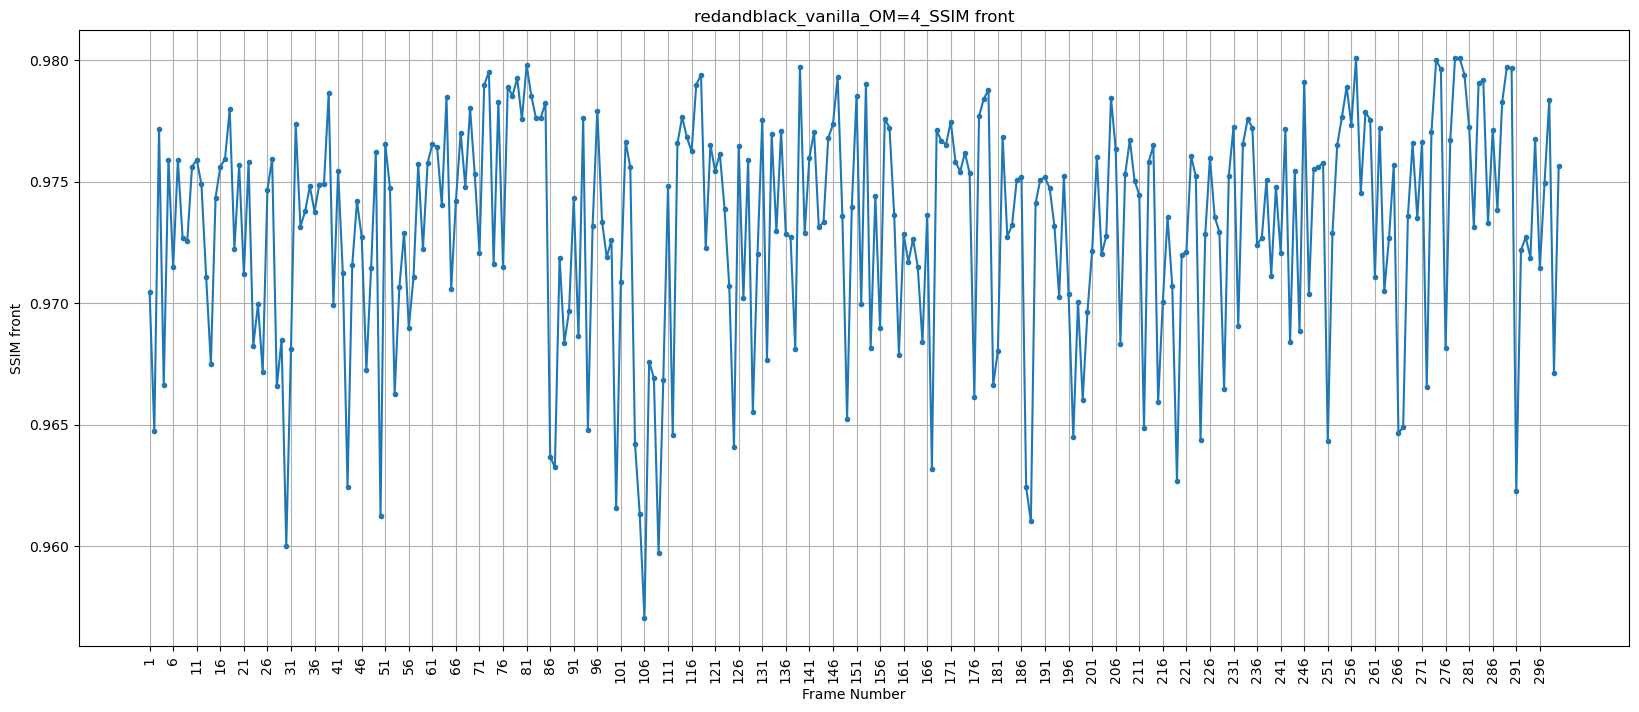 redandblack_vanilla_OM=4_SSIM front
SSIM front
0.980
0.975
0.970
0.965
0.960
1 6 11 16 21 26 31 36 41 46 51 56 61 66 71 76 81 86 91 96 101 106 111 116 121 126 131 136 141 146 151 156 161 166 171 176 181 186 191 196 201 206 211 216 221 226 231 236 241 246 251 256 261 266 271 276 281 286 291 296
Frame Number